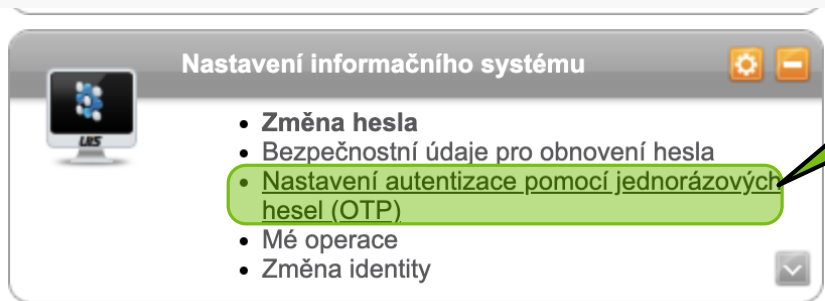 Nastavení informačního systému
UIS
Změna hesla
Bezpečnostní údaje pro obnovení hesla
Nastavení autentizace pomocí jednorázových
hesel (OTP)
Mé operace
Změna identity